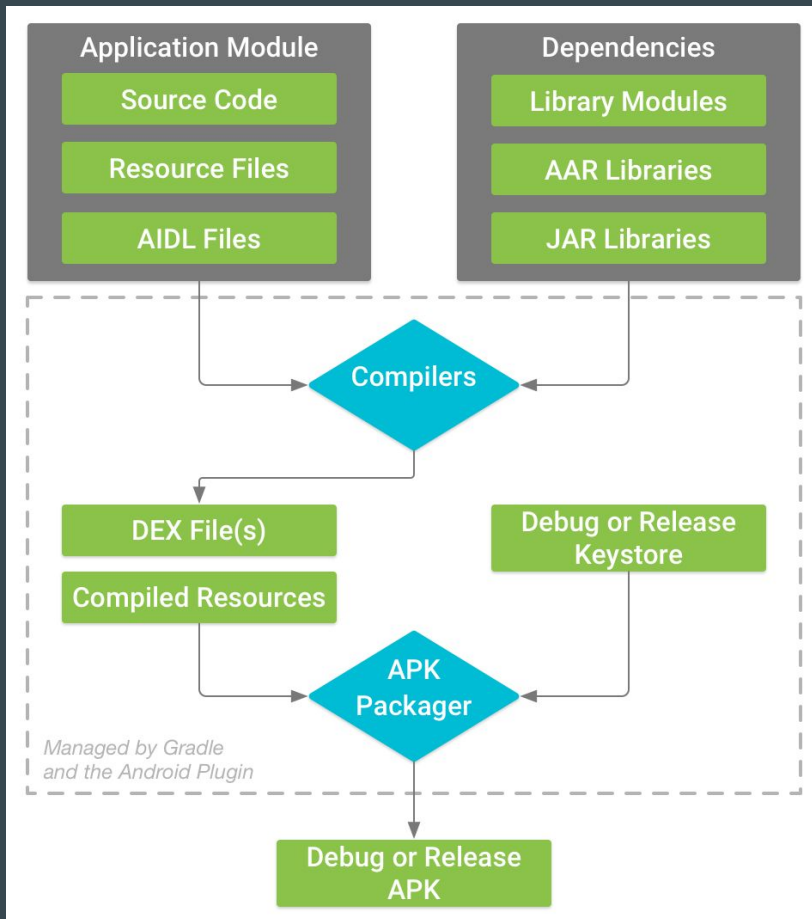 Application Module
Source Code
Resource Files
AIDL Files
Dependencies
Library Modules
AAR Libraries
JAR Libraries
Compilers
DEX File(s)
Compiled Resources
Debug or Release
Keystore
APK
Packager
Managed by Gradle
and the Android Plugin
Debug or Release
APK